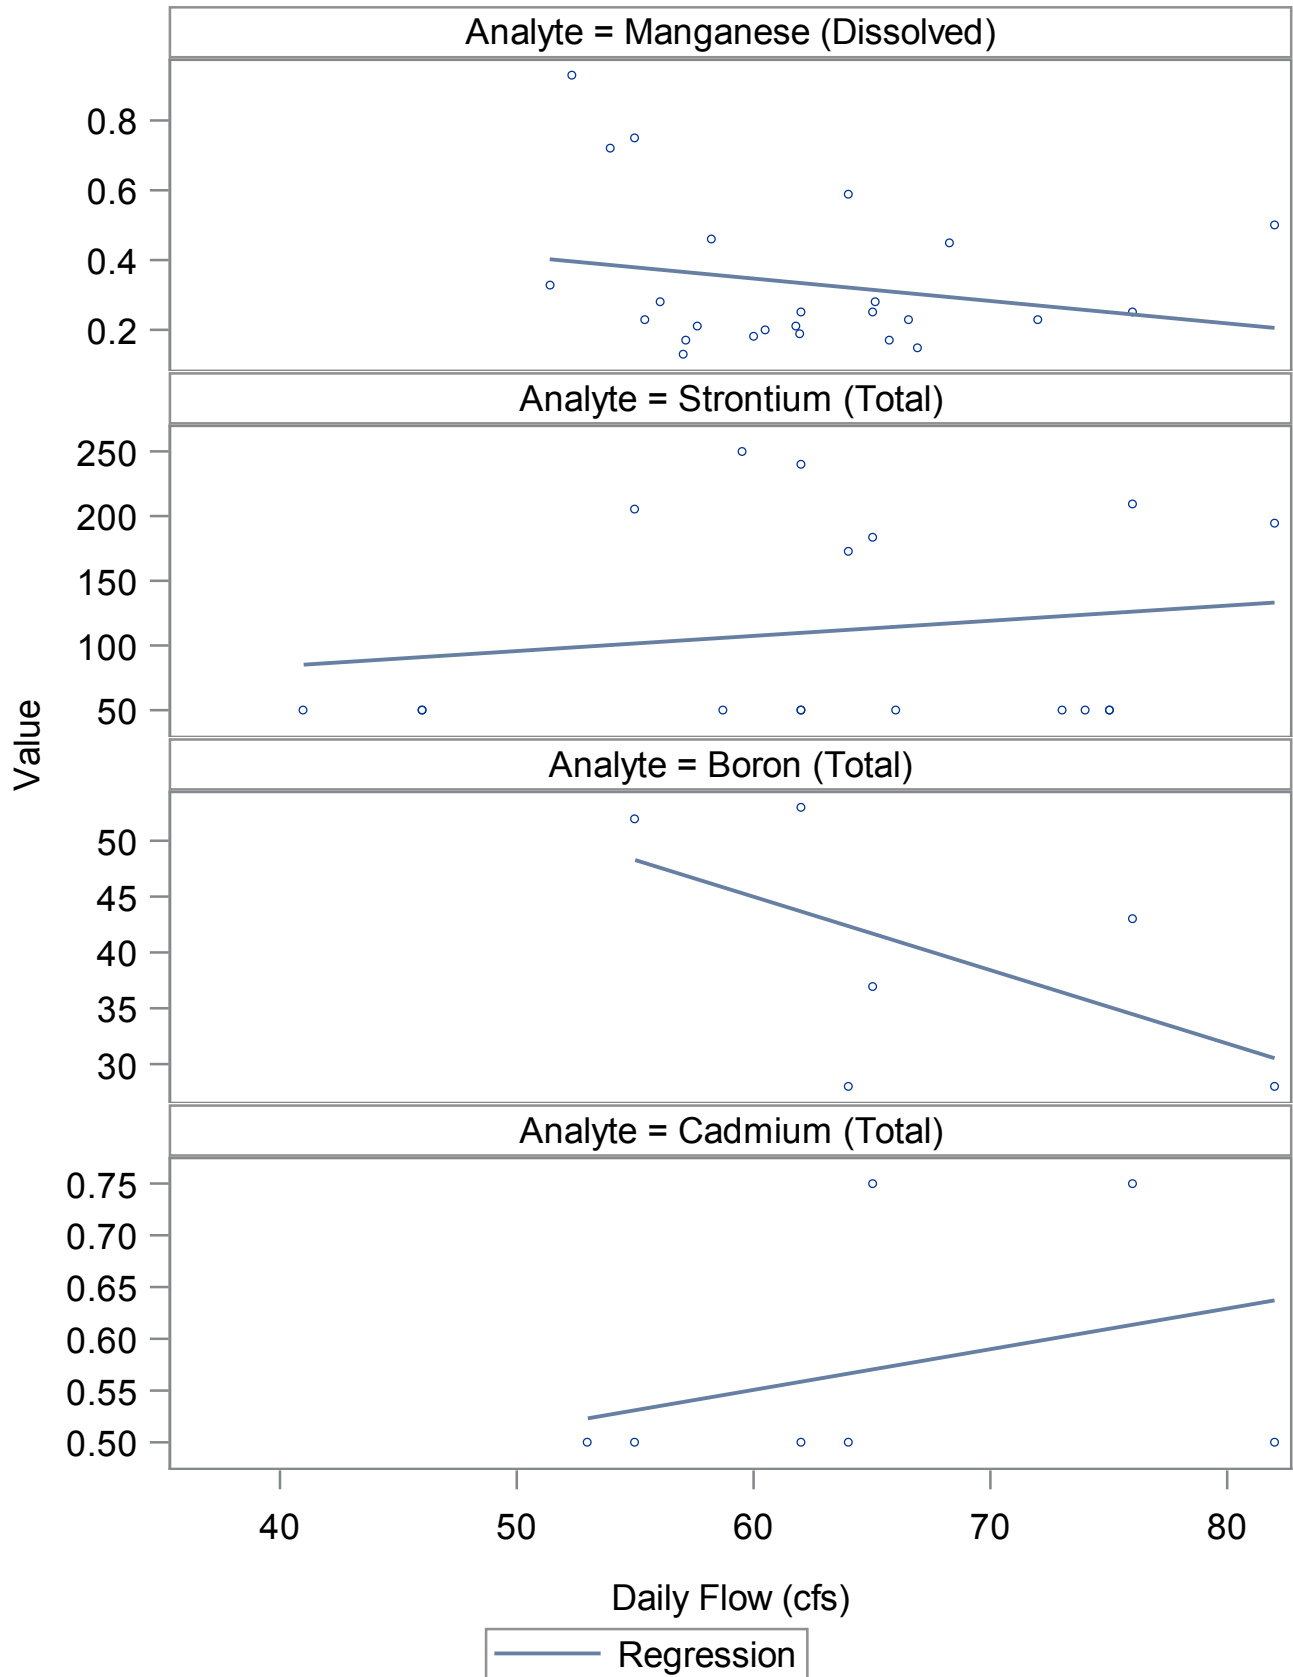 Analyte = Manganese (Dissolved)
0.8
0.6
0.4
0.2
Analyte = Strontium (Total)
250
200
150
100
50
Value
Analyte = Boron (Total)
50
45
40
35
30
Analyte = Cadmium (Total)
0.75
0.70
0.65
0.60
0.55
0.50
40 50 60 70 80
Daily Flow (cfs)
Regression